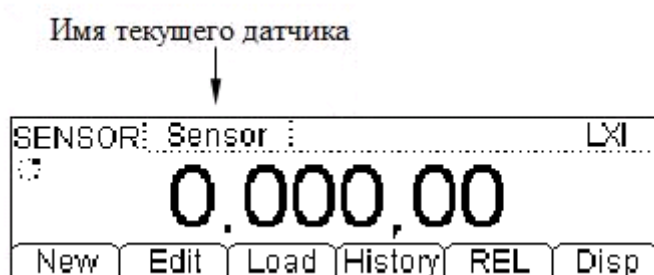 Имя текущего датчика
SENSOR: Sensor LXI
0.000,00
New Edit Load History REL Disp